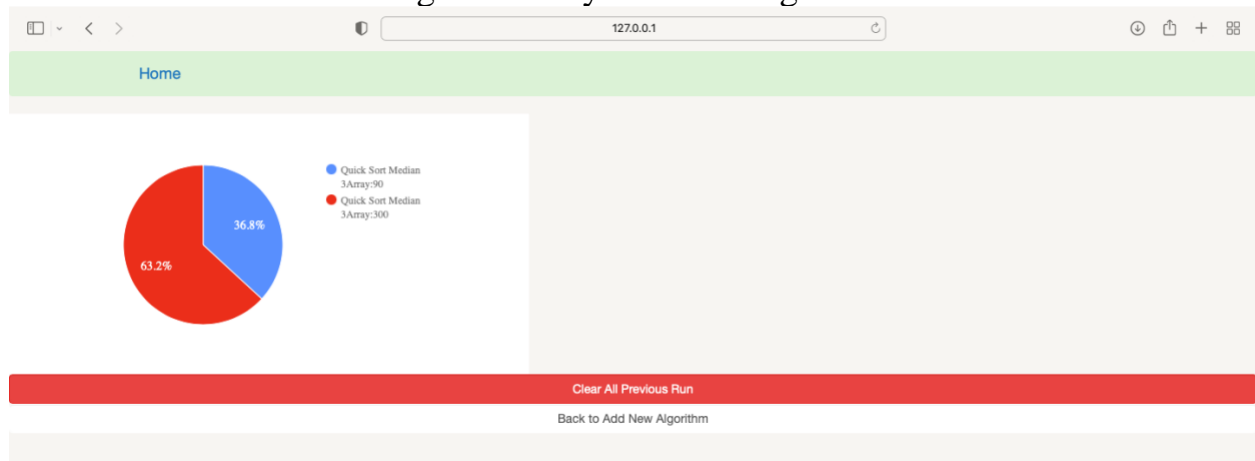 127.0.0.1
Home
Quick Sort Median
3Array:90
Quick Sort Median
3Array:300
36.8%
63.2%
Clear All Previous Run
Back to Add New Algorithm